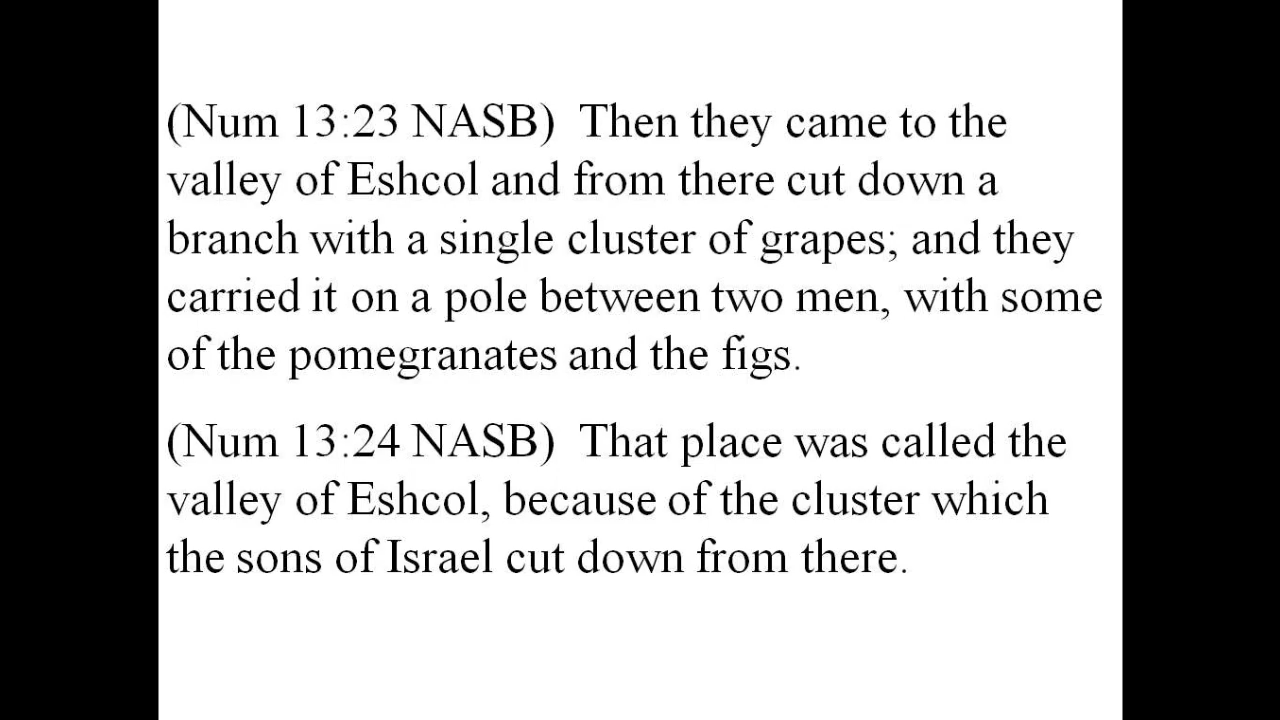 (Num 13:23 NASB)  Then they came to the
valley of Eshcol and from there cut down a
branch with a single cluster of grapes; and they
carried it on a pole between two men, with some
of the pomegranates and the figs.
(Num 13:24 NASB)  That place was called the
valley of Eshcol, because of the cluster which
the sons of Israel cut down from there.